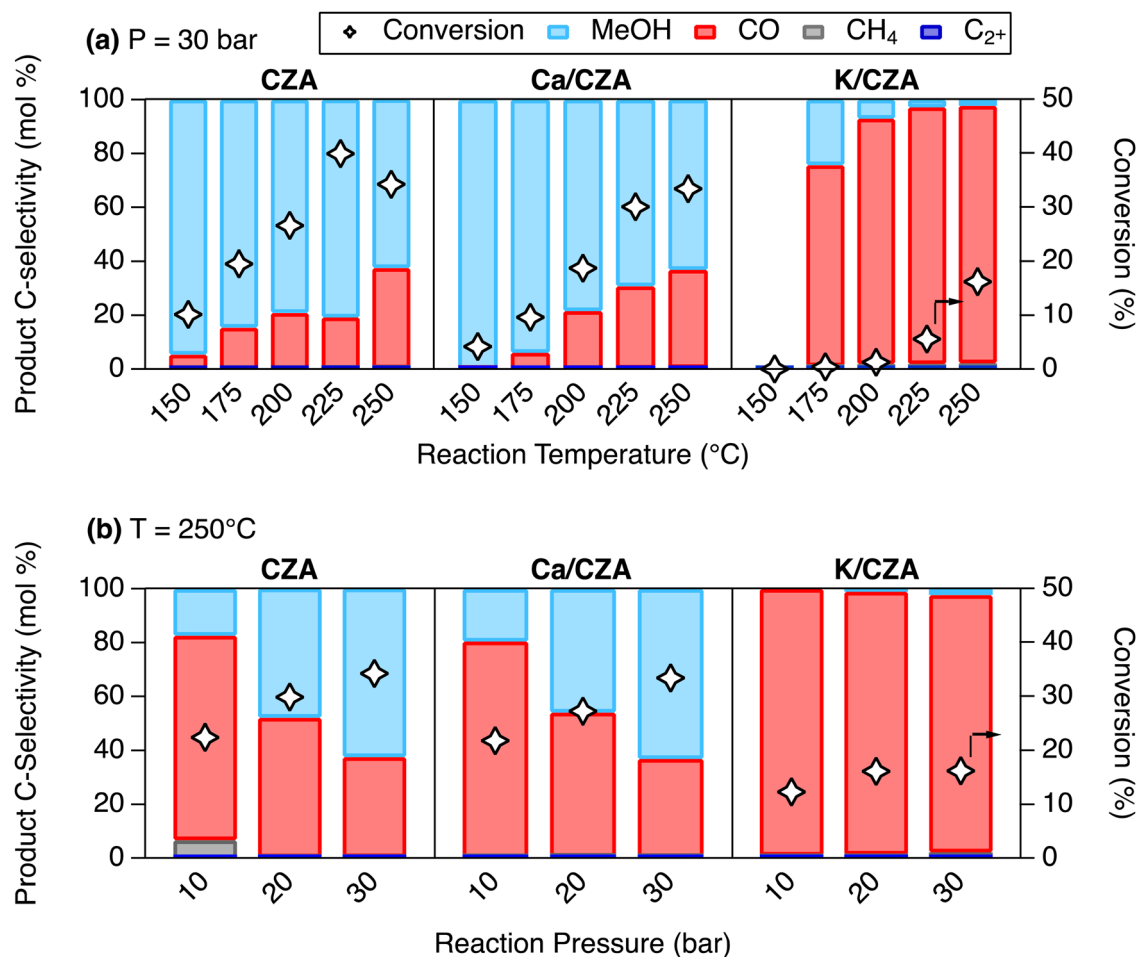 (a) P = 30 bar
Conversion MeOH CO CH₄ C₂₊
CZA Ca/CZA K/CZA
Product C-selectivity (mol %)
100
80
60
40
20
0
50
40
30
20
10
0
Conversion (%)
150 175 200 225 250 150 175 200 225 250 150 175 200 225 250
Reaction Temperature (°C)
(b) T = 250°C
CZA Ca/CZA K/CZA
Product C-Selectivity (mol %)
100
80
60
40
20
0
50
40
30
20
10
0
Conversion (%)
10 20 30 10 20 30 10 20 30
Reaction Pressure (bar)